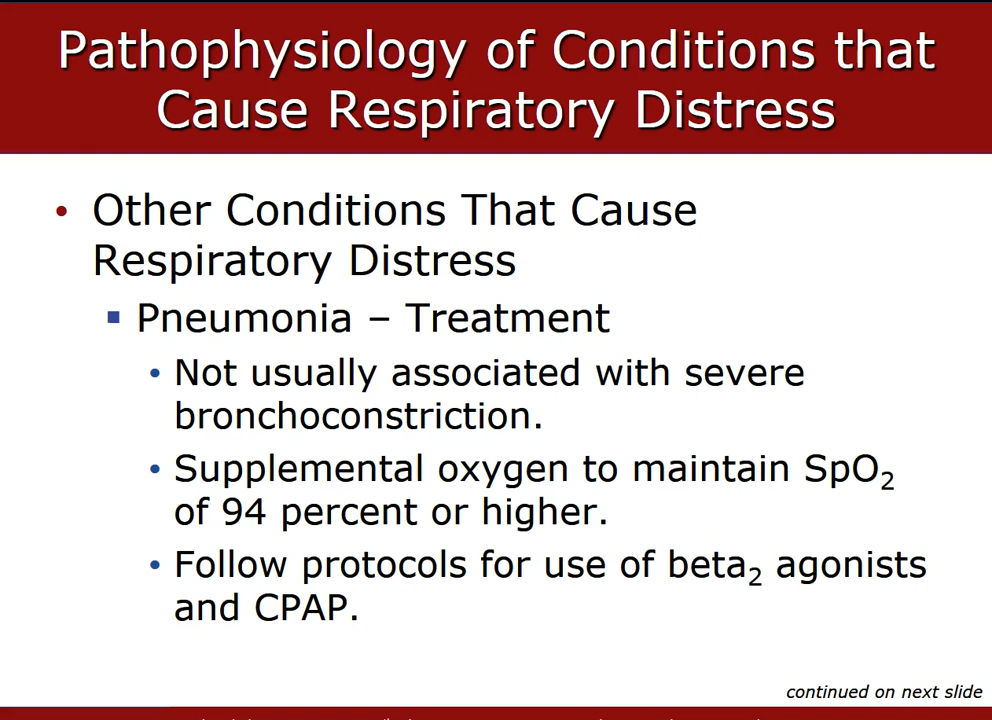 Pathophysiology of Conditions that
Cause Respiratory Distress
• Other Conditions That Cause
Respiratory Distress
▪ Pneumonia – Treatment
• Not usually associated with severe
bronchoconstriction.
• Supplemental oxygen to maintain SpO₂
of 94 percent or higher.
• Follow protocols for use of beta₂ agonists
and CPAP.
continued on next slide